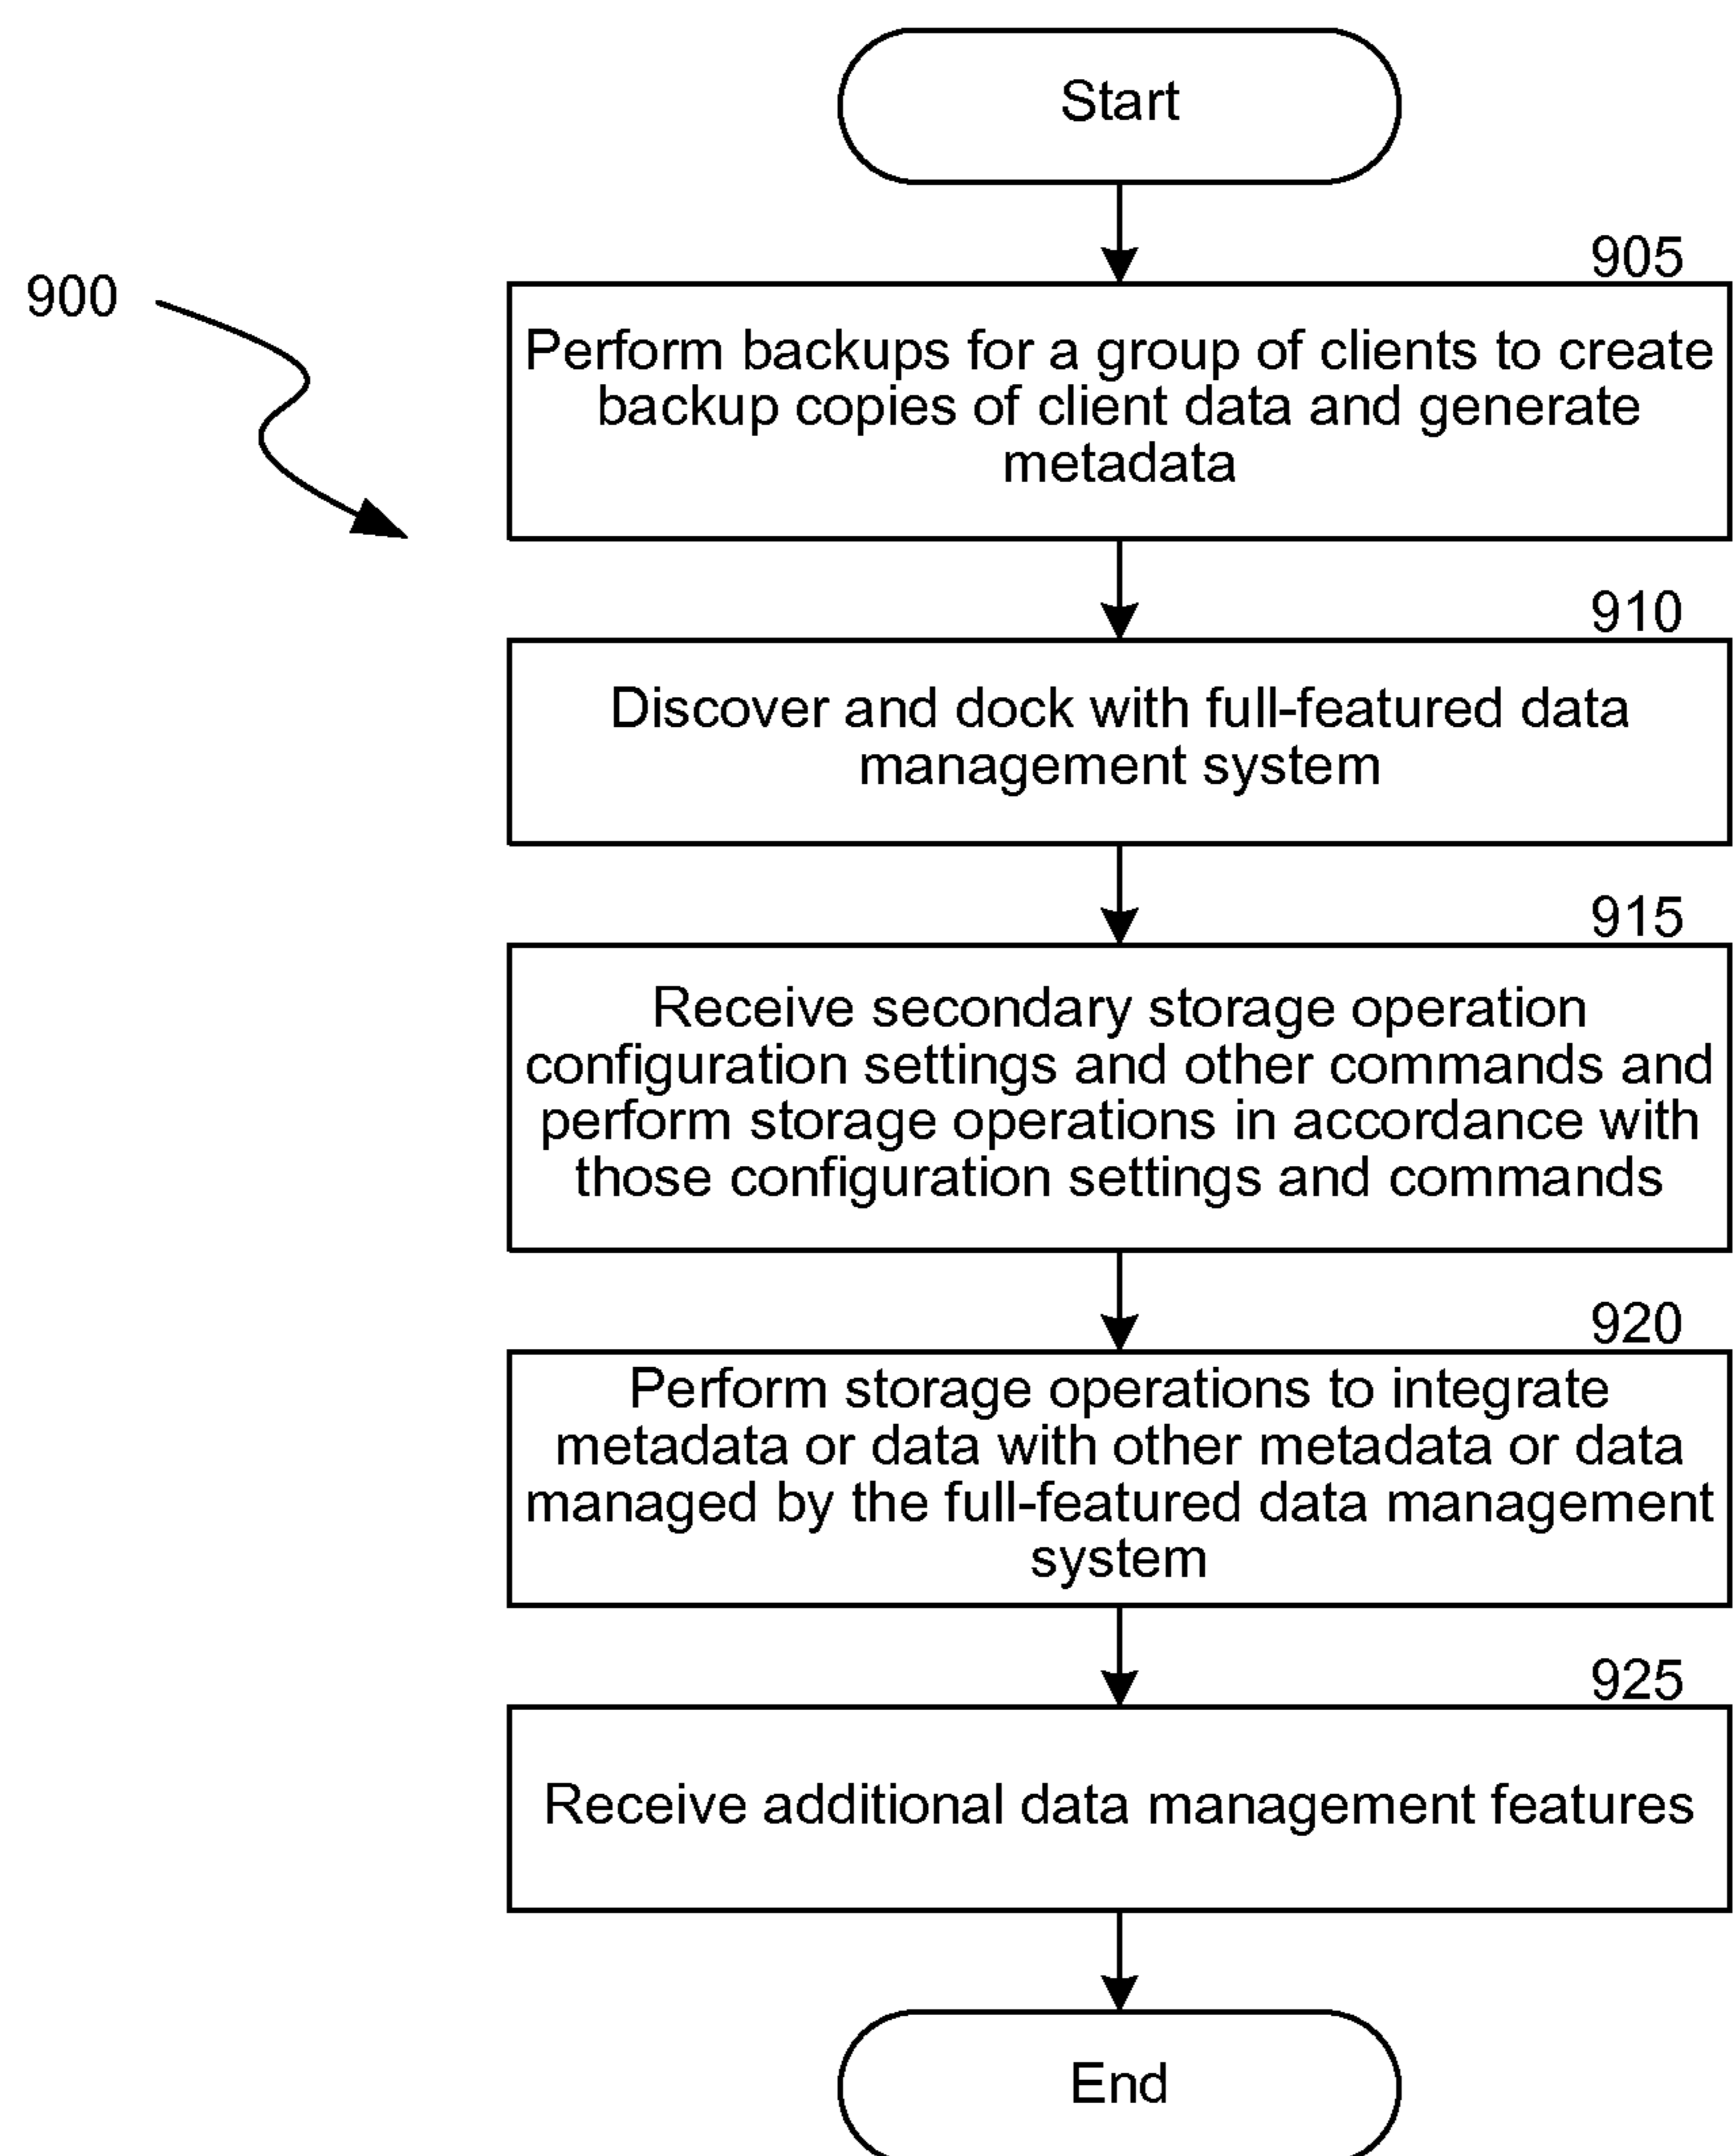 Start
900
905
Perform backups for a group of clients to create
backup copies of client data and generate
metadata
910
Discover and dock with full-featured data
management system
915
Receive secondary storage operation
configuration settings and other commands and
perform storage operations in accordance with
those configuration settings and commands
920
Perform storage operations to integrate
metadata or data with other metadata or data
managed by the full-featured data management
system
925
Receive additional data management features
End